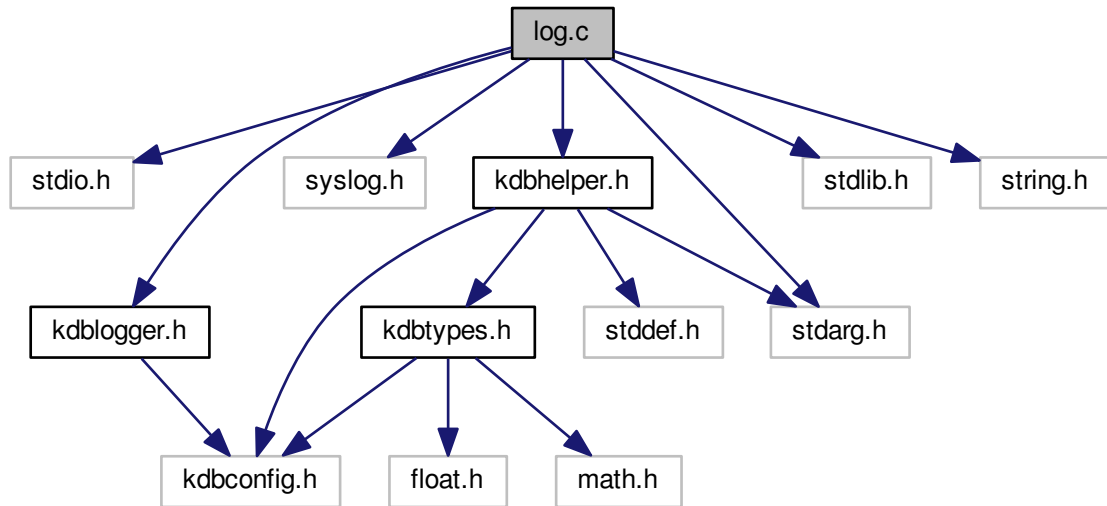 log.c
stdio.h
syslog.h
kdbhelper.h
stdlib.h
string.h
kdblogger.h
kdbtypes.h
stddef.h
stdarg.h
kdbconfig.h
float.h
math.h